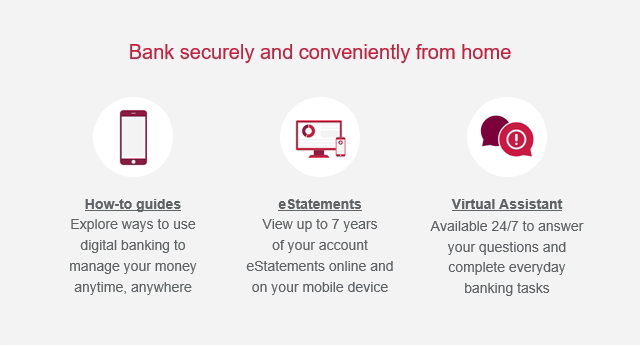 Bank securely and conveniently from home
How-to guides
Explore ways to use
digital banking to
manage your money
anytime, anywhere
eStatements
View up to 7 years
of your account
eStatements online and
on your mobile device
Virtual Assistant
Available 24/7 to answer
your questions and
complete everyday
banking tasks